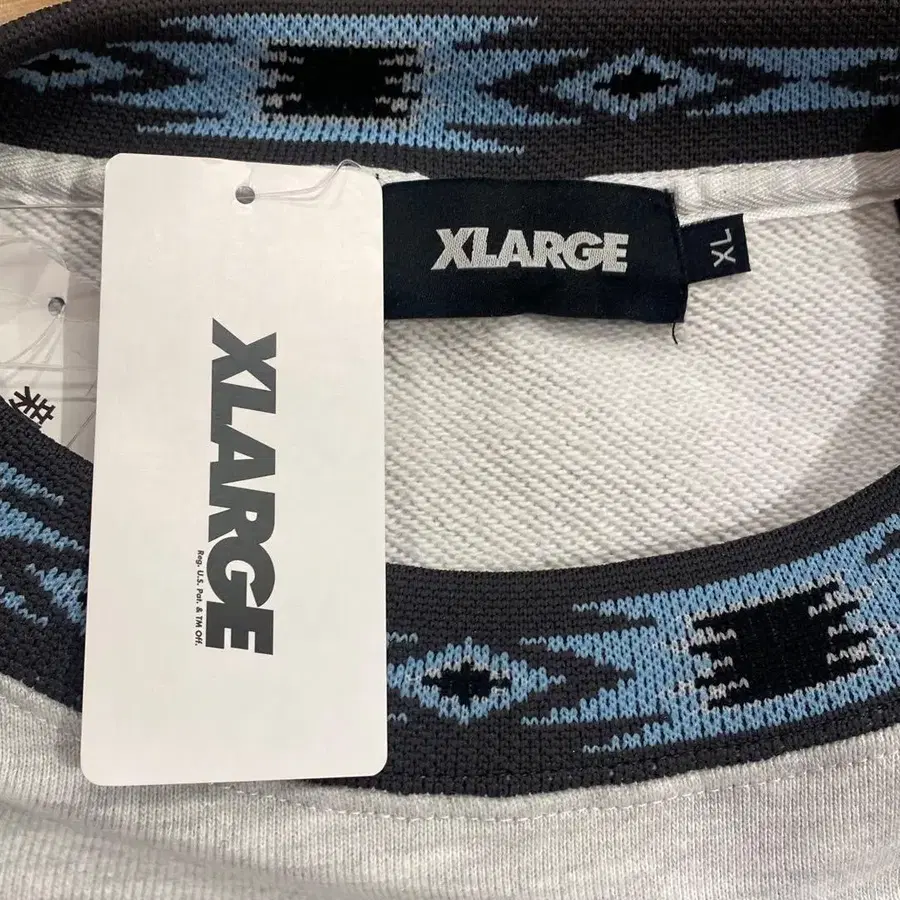 XLARGE
XL
XLARGE
Reg. U.S. Pat. & TM Off.